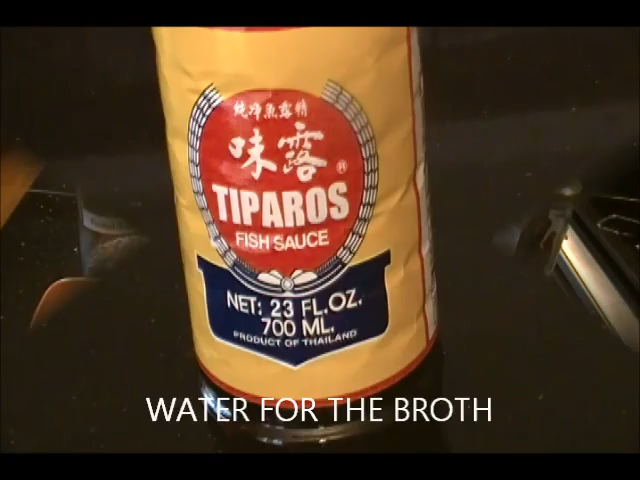 純淨魚露精
味露
®
TIPAROS
FISH SAUCE
NET: 23 FL.OZ.
700 ML.
PRODUCT OF THAILAND
WATER FOR THE BROTH